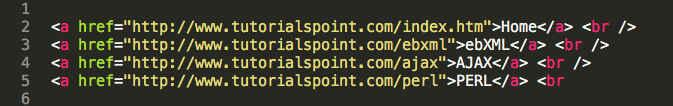 1
2 <a href="http://www.tutorialspoint.com/index.htm">Home</a> <br />
3 <a href="http://www.tutorialspoint.com/ebxml">ebXML</a> <br />
4 <a href="http://www.tutorialspoint.com/ajax">AJAX</a> <br />
5 <a href="http://www.tutorialspoint.com/perl">PERL</a> <br
6